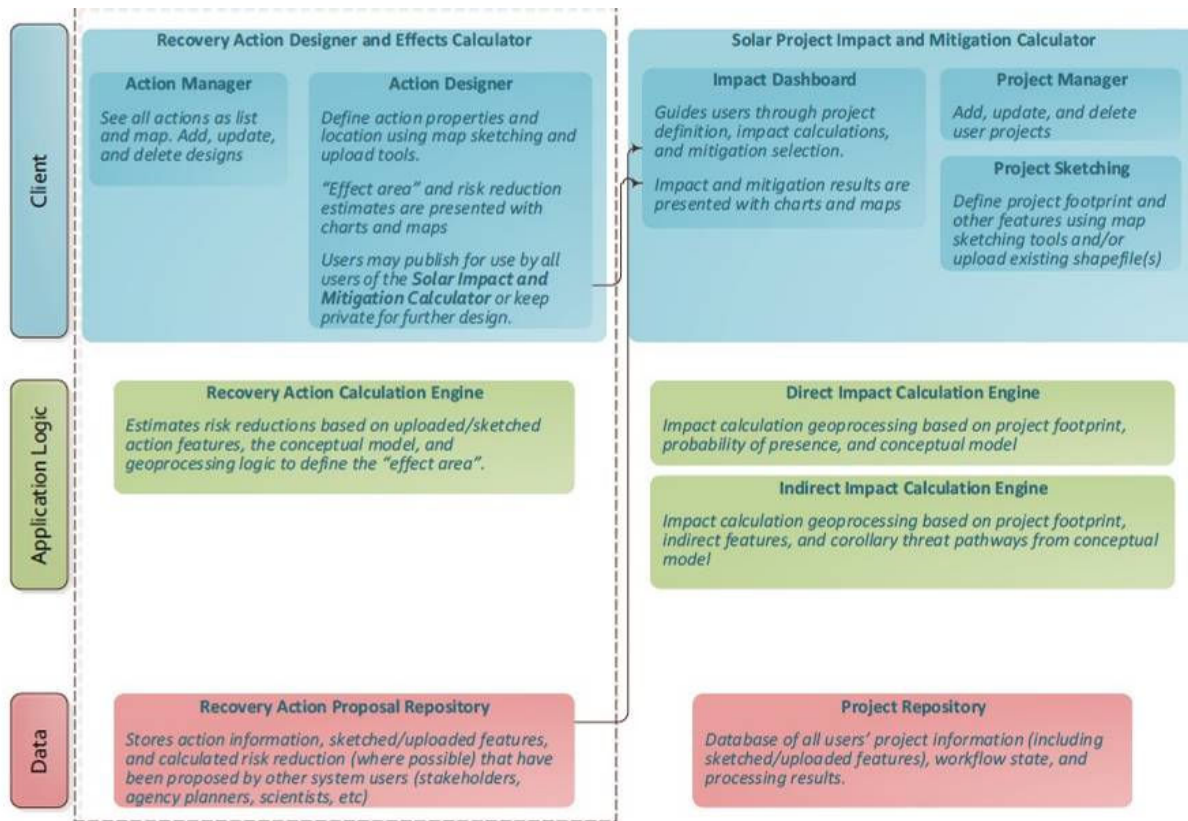 Client
Recovery Action Designer and Effects Calculator
Action Manager
See all actions as list
and map. Add, update,
and delete designs
Action Designer
Define action properties and
location using map sketching and
upload tools.
“Effect area” and risk reduction
estimates are presented with
charts and maps
Users may publish for use by all
users of the Solar Impact and
Mitigation Calculator or keep
private for further design.
Solar Project Impact and Mitigation Calculator
Impact Dashboard
Guides users through project
definition, impact calculations,
and mitigation selection.
Impact and mitigation results are
presented with charts and maps
Project Manager
Add, update, and delete
user projects
Project Sketching
Define project footprint and
other features using map
sketching tools and/or
upload existing shapefile(s)
Application Logic
Recovery Action Calculation Engine
Estimates risk reductions based on uploaded/sketched
action features, the conceptual model, and
geoprocessing logic to define the “effect area”.
Direct Impact Calculation Engine
Impact calculation geoprocessing based on project footprint,
probability of presence, and conceptual model
Indirect Impact Calculation Engine
Impact calculation geoprocessing based on project footprint,
indirect features, and corollary threat pathways from conceptual
model
Data
Recovery Action Proposal Repository
Stores action information, sketched/uploaded features,
and calculated risk reduction (where possible) that have
been proposed by other system users (stakeholders,
agency planners, scientists, etc)
Project Repository
Database of all users’ project information (including
sketched/uploaded features), workflow state, and
processing results.